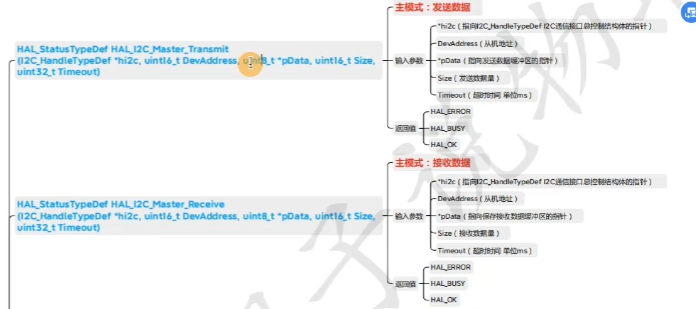 主模式：发送数据
HAL_StatusTypeDef HAL_I2C_Master_Transmit
(I2C_HandleTypeDef *hi2c, uint16_t DevAddress, uint8_t *pData, uint16_t Size,
uint32_t Timeout)
输入参数
*hi2c（指向I2C_HandleTypeDef I2C通信接口总控制结构体的指针）
DevAddress（从机地址）
*pData（指向发送数据缓冲区的指针）
Size（发送数据量）
Timeout（超时时间 单位ms）
返回值
HAL_ERROR
HAL_BUSY
HAL_OK
主模式：接收数据
HAL_StatusTypeDef HAL_I2C_Master_Receive
(I2C_HandleTypeDef *hi2c, uint16_t DevAddress, uint8_t *pData, uint16_t Size,
uint32_t Timeout)
输入参数
*hi2c（指向I2C_HandleTypeDef I2C通信接口总控制结构体的指针）
DevAddress（从机地址）
*pData（指向保存接收数据缓冲区的指针）
Size（接收数据量）
Timeout（超时时间 单位ms）
返回值
HAL_ERROR
HAL_BUSY
HAL_OK